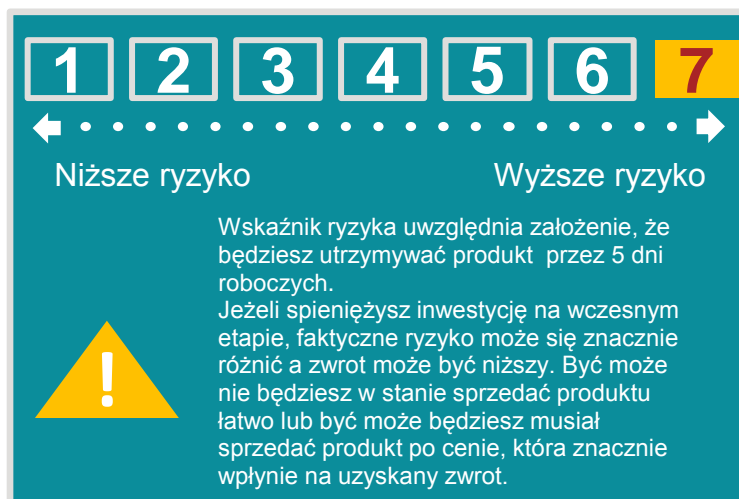 1 2 3 4 5 6 7
Niższe ryzyko Wyższe ryzyko
Wskaźnik ryzyka uwzględnia założenie, że
będziesz utrzymywać produkt przez 5 dni
roboczych.
Jeżeli spieniężysz inwestycję na wczesnym
etapie, faktyczne ryzyko może się znacznie
różnić a zwrot może być niższy. Być może
nie będziesz w stanie sprzedać produktu
łatwo lub być może będziesz musiał
sprzedać produkt po cenie, która znacznie
wpłynie na uzyskany zwrot.
!